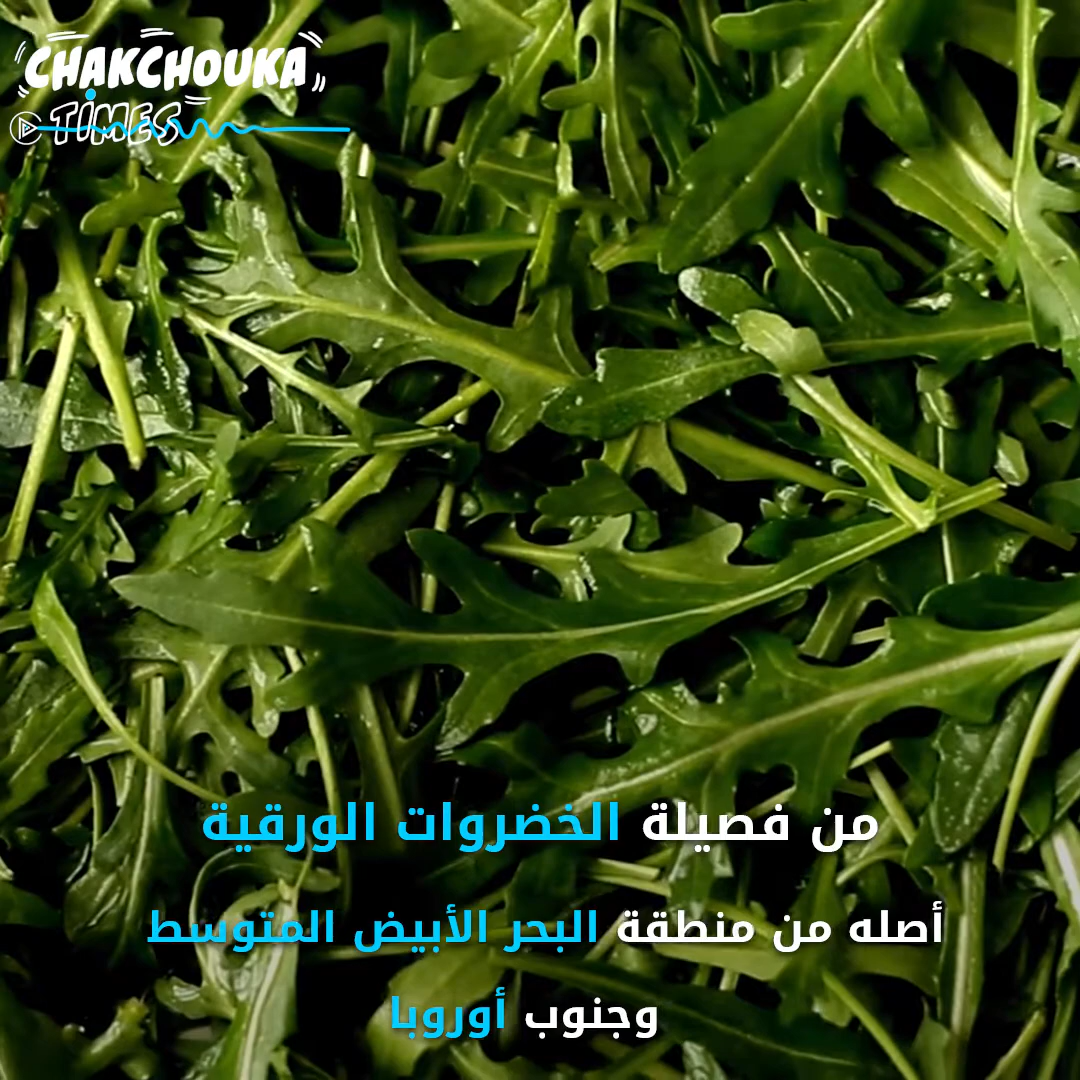 CHAKCHOUKA
TIMES
من فصيلة الخضروات الورقية
أصله من منطقة البحر الأبيض المتوسط
وجنوب أوروبا